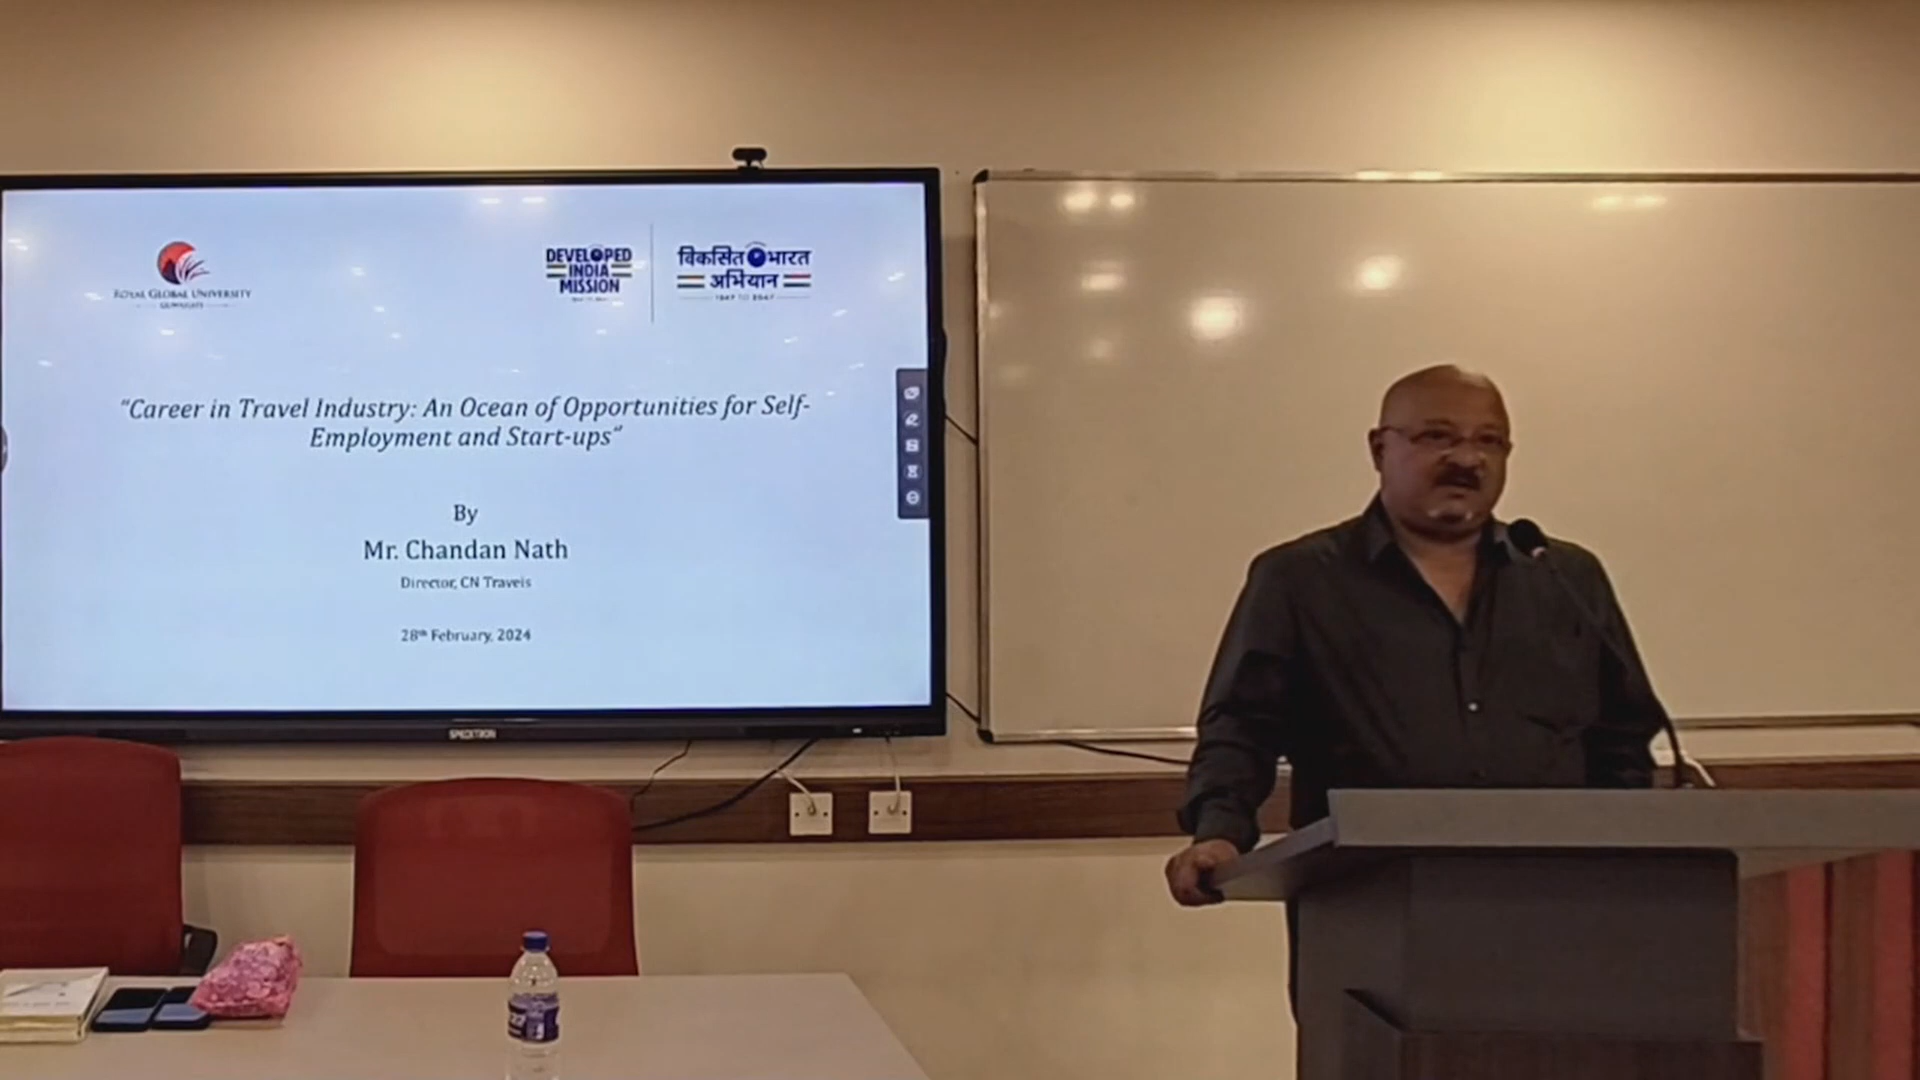 ROYAL GLOBAL UNIVERSITY
GUWAHATI
DEVELOPED
INDIA
MISSION
विकसित भारत
अभियान
1947 TO 2047
“Career in Travel Industry: An Ocean of Opportunities for Self-
Employment and Start-ups”
By
Mr. Chandan Nath
Director, CN Travels
28th February, 2024
SPECTRON